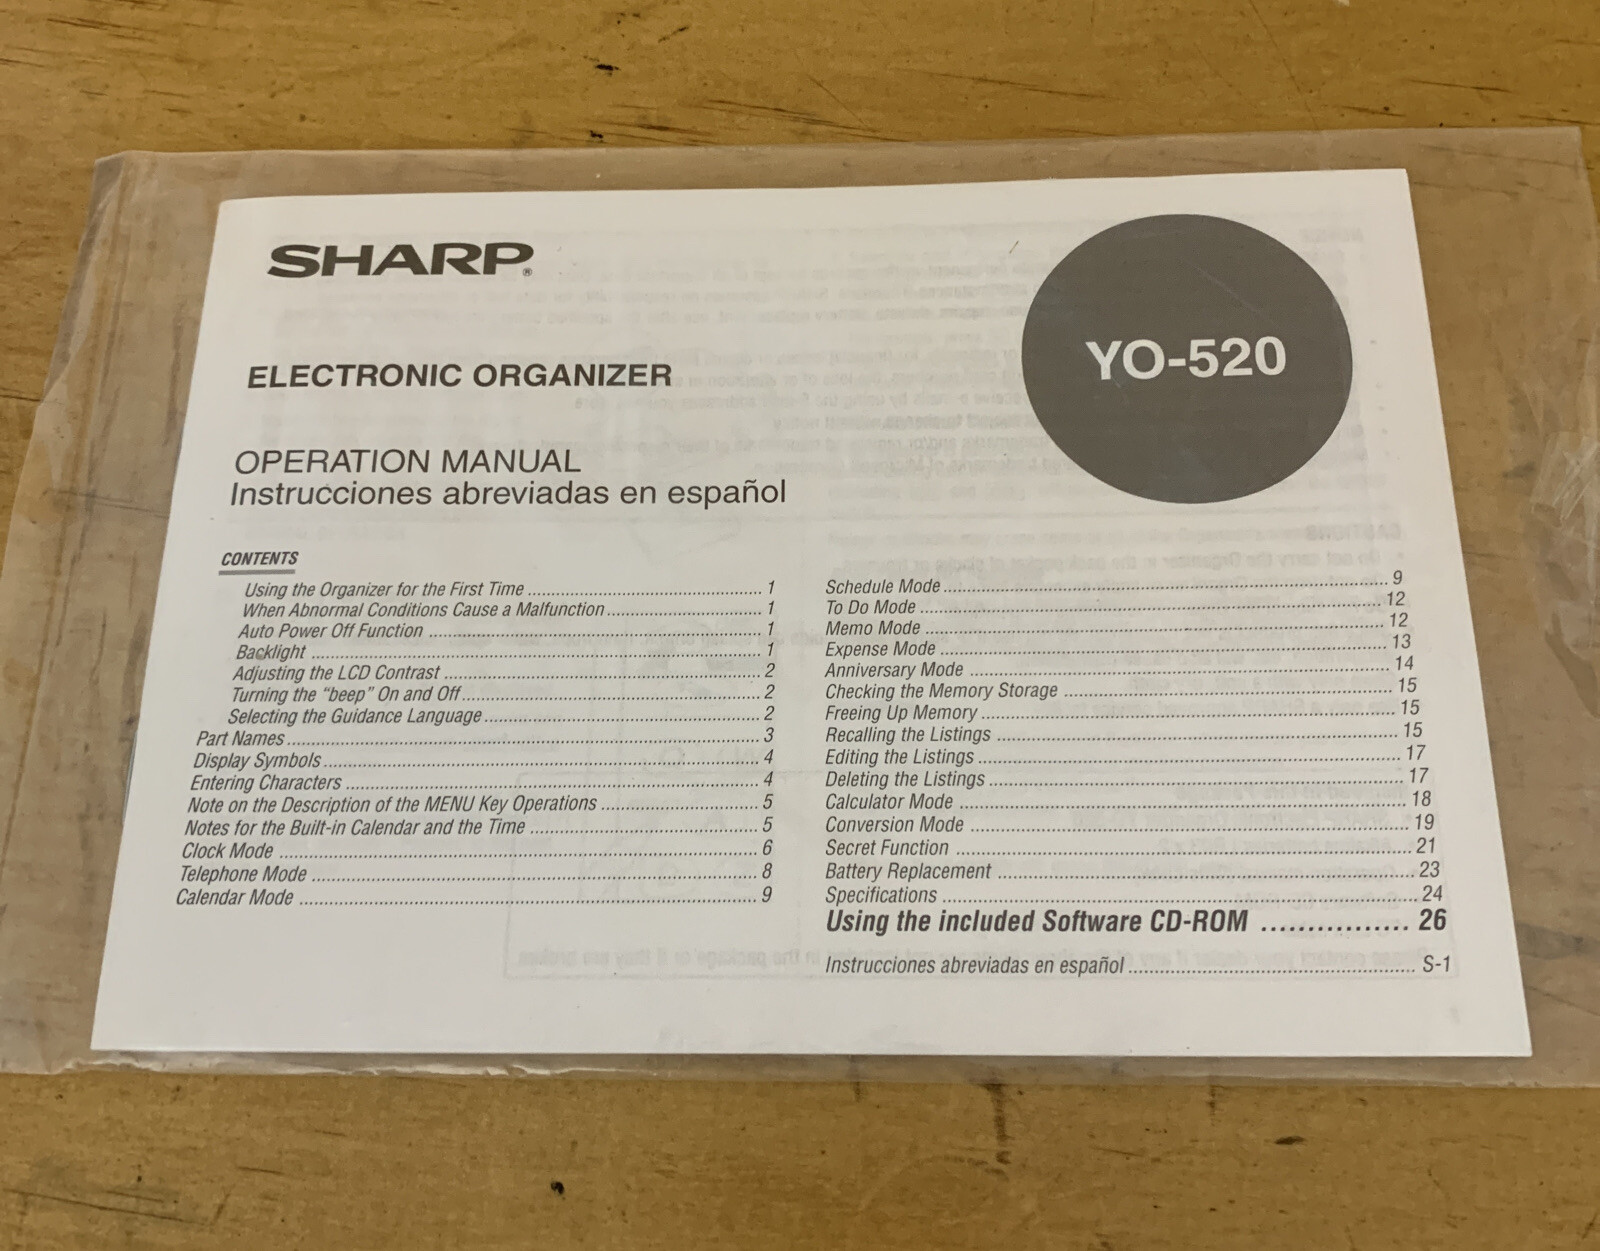 SHARP®
YO-520
ELECTRONIC ORGANIZER
OPERATION MANUAL
Instrucciones abreviadas en español
CONTENTS
Using the Organizer for the First Time ... 1
When Abnormal Conditions Cause a Malfunction ... 1
Auto Power Off Function ... 1
Backlight ... 1
Adjusting the LCD Contrast ... 2
Turning the “beep” On and Off ... 2
Selecting the Guidance Language ... 2
Part Names ... 3
Display Symbols ... 4
Entering Characters ... 4
Note on the Description of the MENU Key Operations ... 5
Notes for the Built-in Calendar and the Time ... 5
Clock Mode ... 6
Telephone Mode ... 8
Calendar Mode ... 9
Schedule Mode ... 9
To Do Mode ... 12
Memo Mode ... 12
Expense Mode ... 13
Anniversary Mode ... 14
Checking the Memory Storage ... 15
Freeing Up Memory ... 15
Recalling the Listings ... 15
Editing the Listings ... 17
Deleting the Listings ... 17
Calculator Mode ... 18
Conversion Mode ... 19
Secret Function ... 21
Battery Replacement ... 23
Specifications ... 24
Using the included Software CD-ROM ... 26
Instrucciones abreviadas en español ... S-1